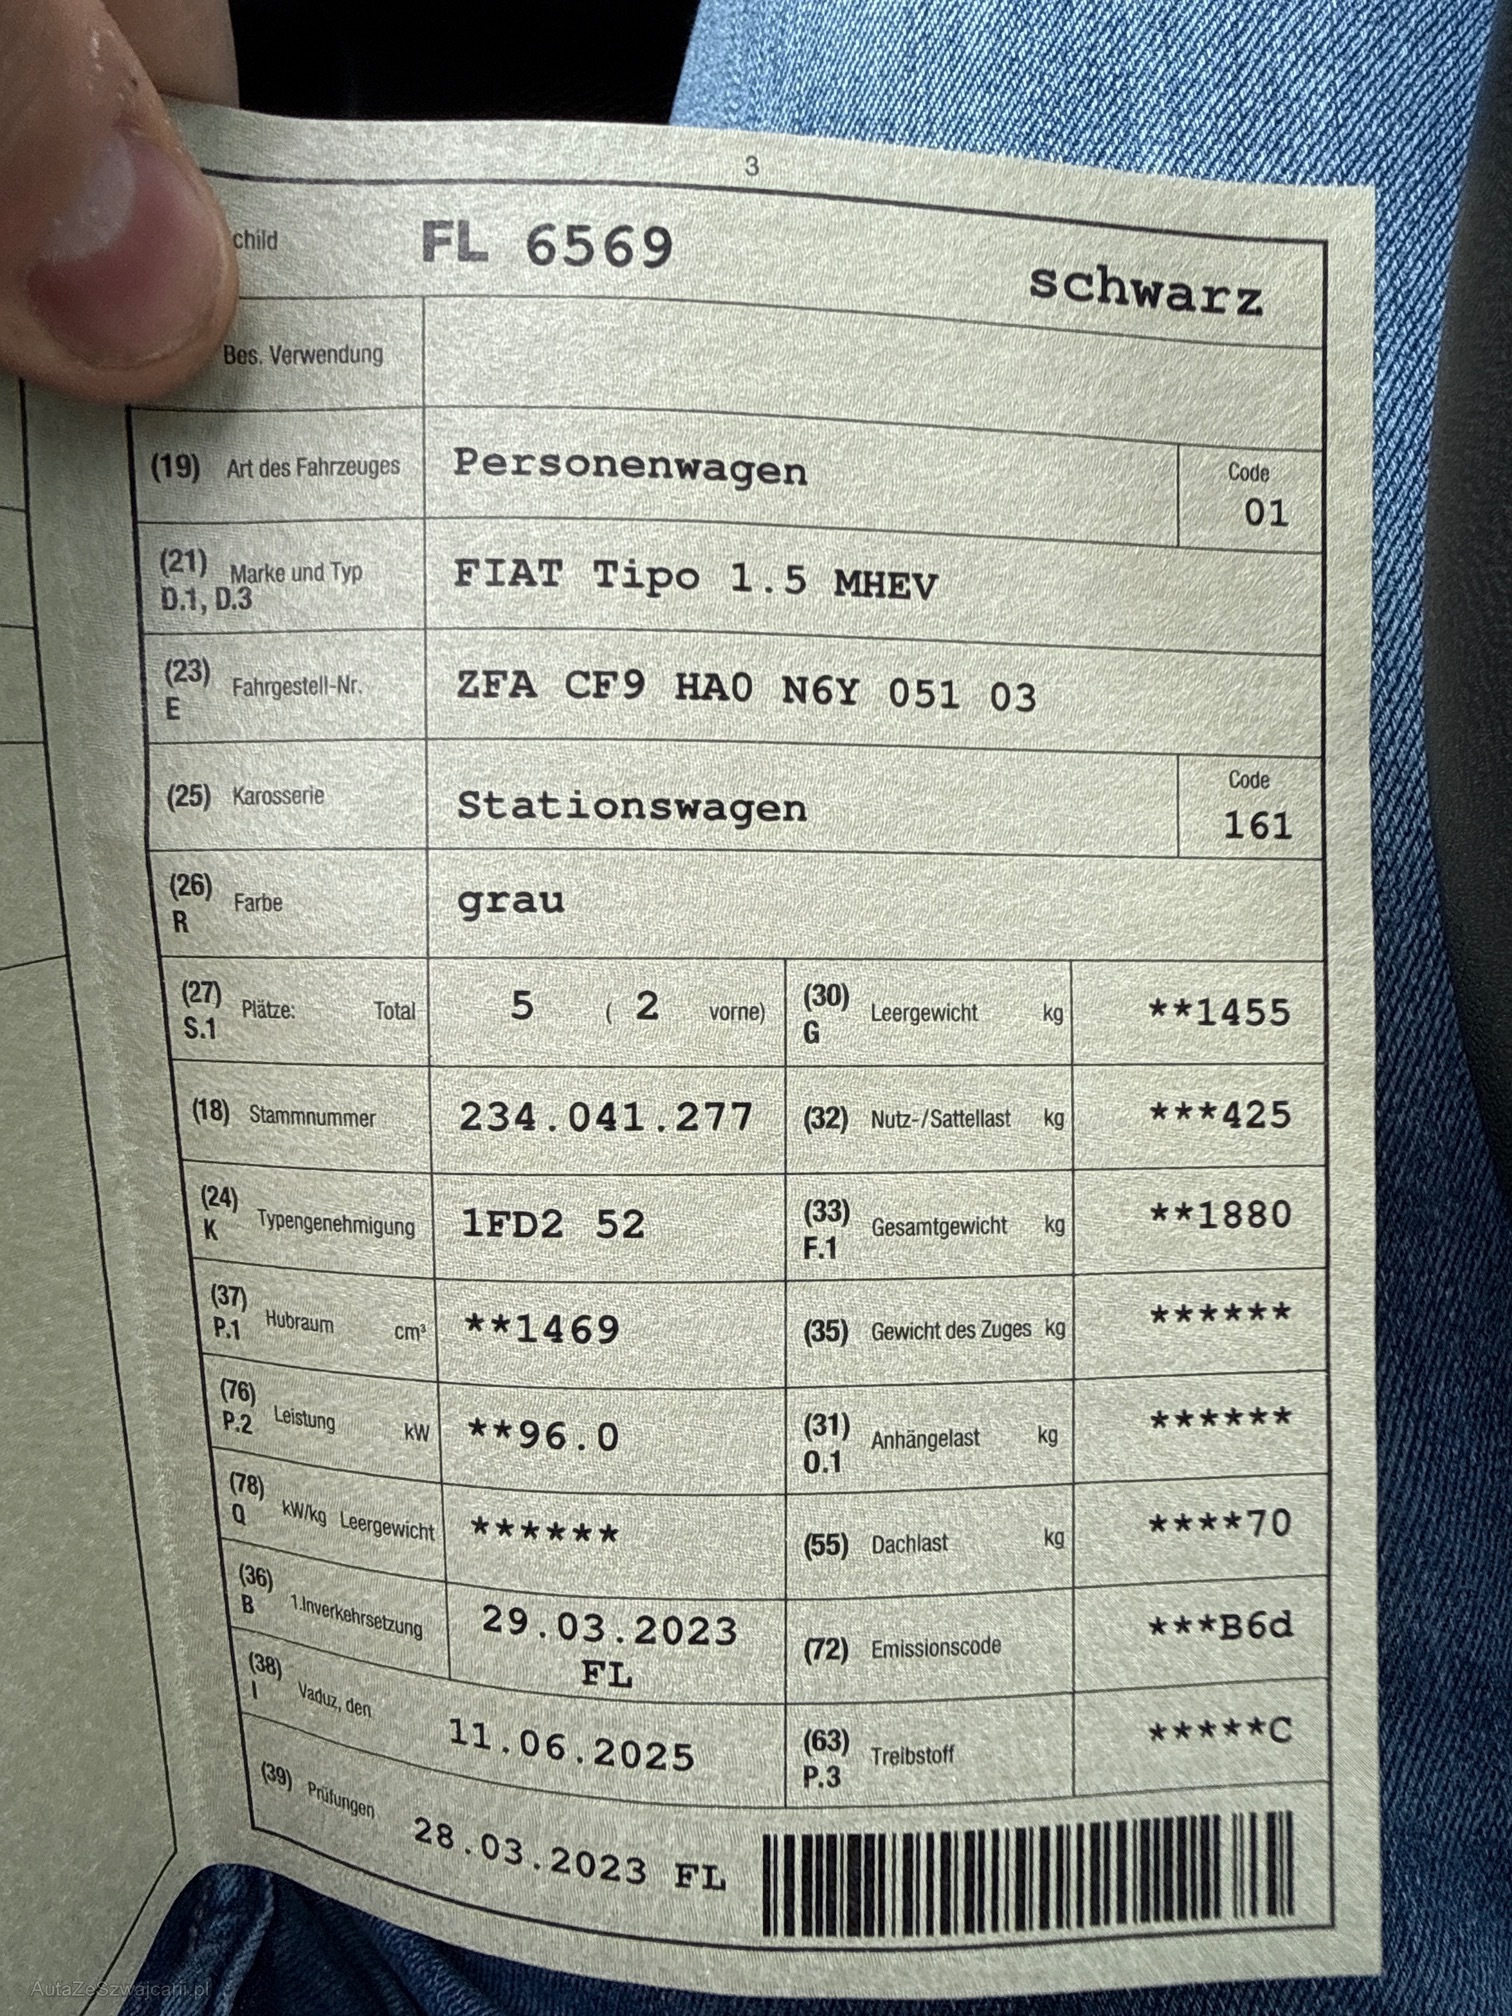 3
child FL 6569 schwarz
Bes. Verwendung
(19) Art des Fahrzeuges Personenwagen Code 01
(21) D.1, D.3 Marke und Typ FIAT Tipo 1.5 MHEV
(23) E Fahrgestell-Nr. ZFA CF9 HA0 N6Y 051 03
(25) Karosserie Stationswagen Code 161
(26) R Farbe grau
(27) S.1 Plätze: Total 5 ( 2 vorne) (30) G Leergewicht kg **1455
(18) Stammnummer 234.041.277 (32) Nutz-/Sattellast kg ***425
(24) K Typengenehmigung 1FD2 52 (33) F.1 Gesamtgewicht kg **1880
(37) P.1 Hubraum cm³ **1469 (35) Gewicht des Zuges kg ******
(76) P.2 Leistung kW **96.0 (31) O.1 Anhängelast kg ******
(78) Q kW/kg Leergewicht ****** (55) Dachlast kg ****70
(36) B 1.Inverkehrsetzung 29.03.2023 FL (72) Emissionscode ***B6d
(38) I Vaduz, den 11.06.2025 (63) P.3 Treibstoff *****C
(39) Prüfungen 28.03.2023 FL
AutaZeSzwajcarii.pl